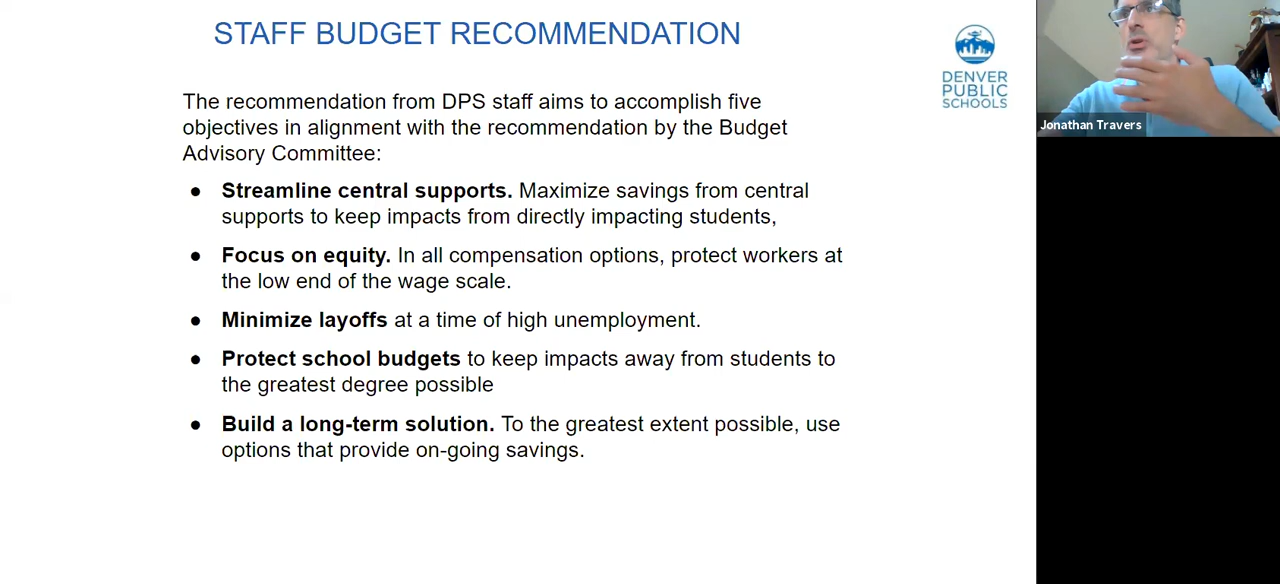 STAFF BUDGET RECOMMENDATION
DENVER
PUBLIC
SCHOOLS
Jonathan Travers
The recommendation from DPS staff aims to accomplish five
objectives in alignment with the recommendation by the Budget
Advisory Committee:
● Streamline central supports. Maximize savings from central
supports to keep impacts from directly impacting students,
● Focus on equity. In all compensation options, protect workers at
the low end of the wage scale.
● Minimize layoffs at a time of high unemployment.
● Protect school budgets to keep impacts away from students to
the greatest degree possible
● Build a long-term solution. To the greatest extent possible, use
options that provide on-going savings.